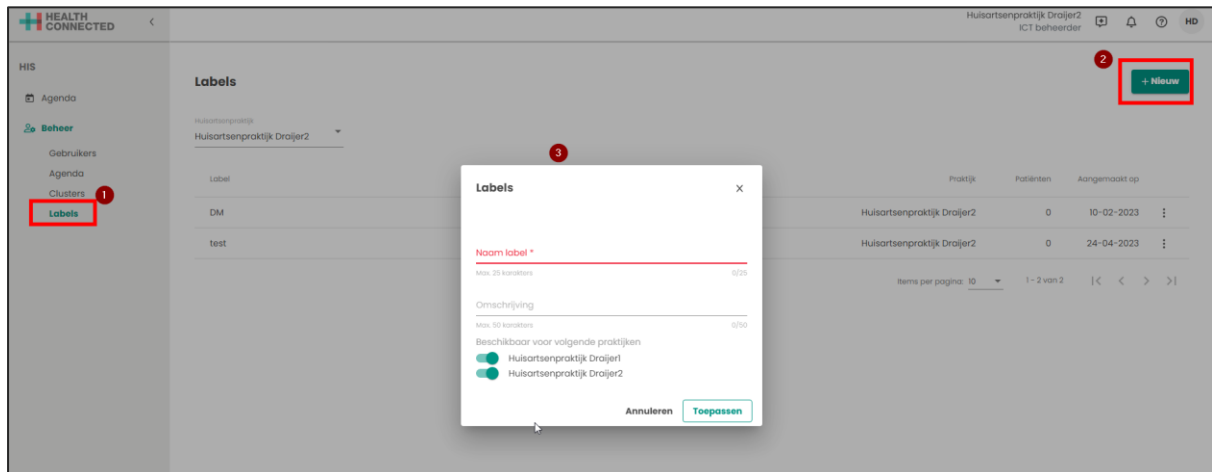 HEALTH
CONNECTED
Huisartsenpraktijk Draijer2
ICT beheerder
HD
HIS
Agenda
Beheer
Gebruikers
Agenda
Clusters
1
Labels
Labels
2
+ Nieuw
Huisartsenpraktijk
Huisartsenpraktijk Draijer2
3
Label
Praktijk
Patiënten
Aangemaakt op
DM
Huisartsenpraktijk Draijer2
0
10-02-2023
test
Huisartsenpraktijk Draijer2
0
24-04-2023
Items per pagina: 10
1 - 2 van 2
Labels
Naam label *
Max. 25 karakters
0/25
Omschrijving
Max. 50 karakters
0/50
Beschikbaar voor volgende praktijken
Huisartsenpraktijk Draijer1
Huisartsenpraktijk Draijer2
Annuleren
Toepassen